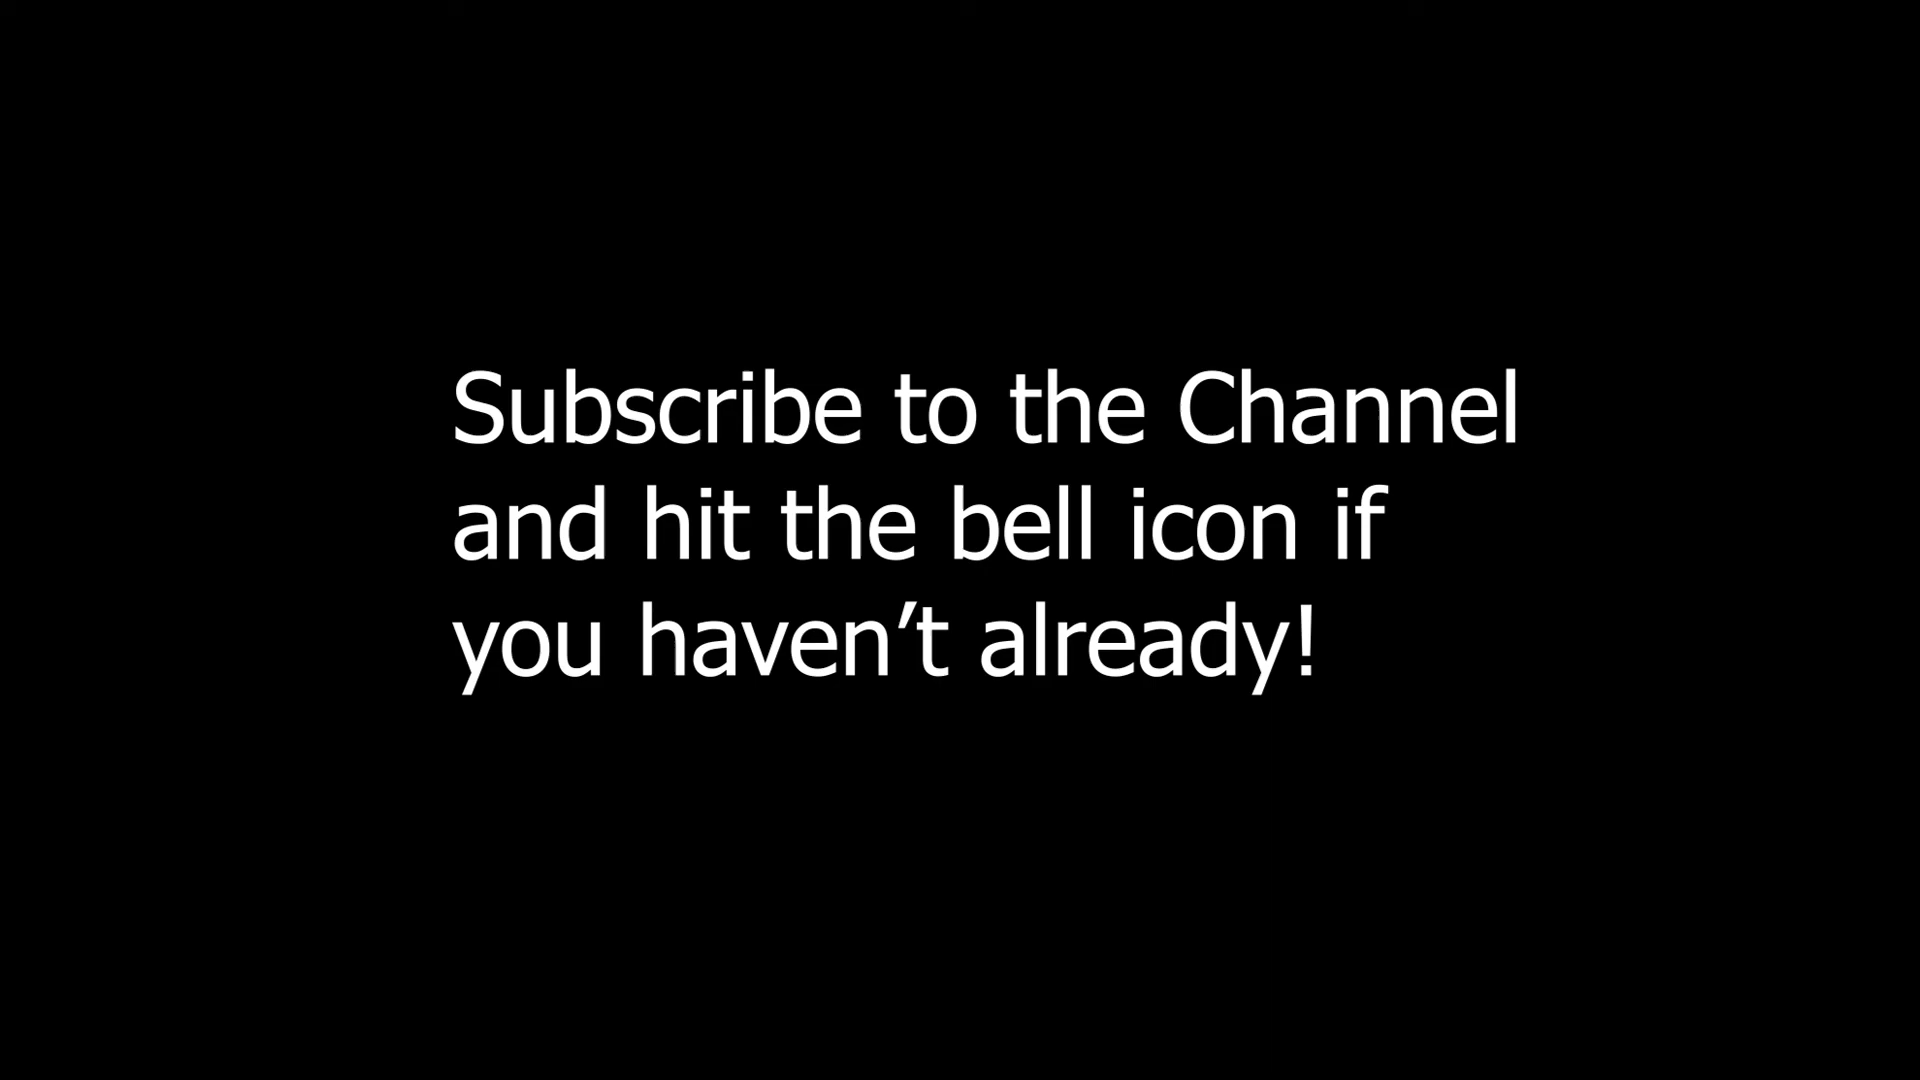 Subscribe to the Channel
and hit the bell icon if
you haven’t already!